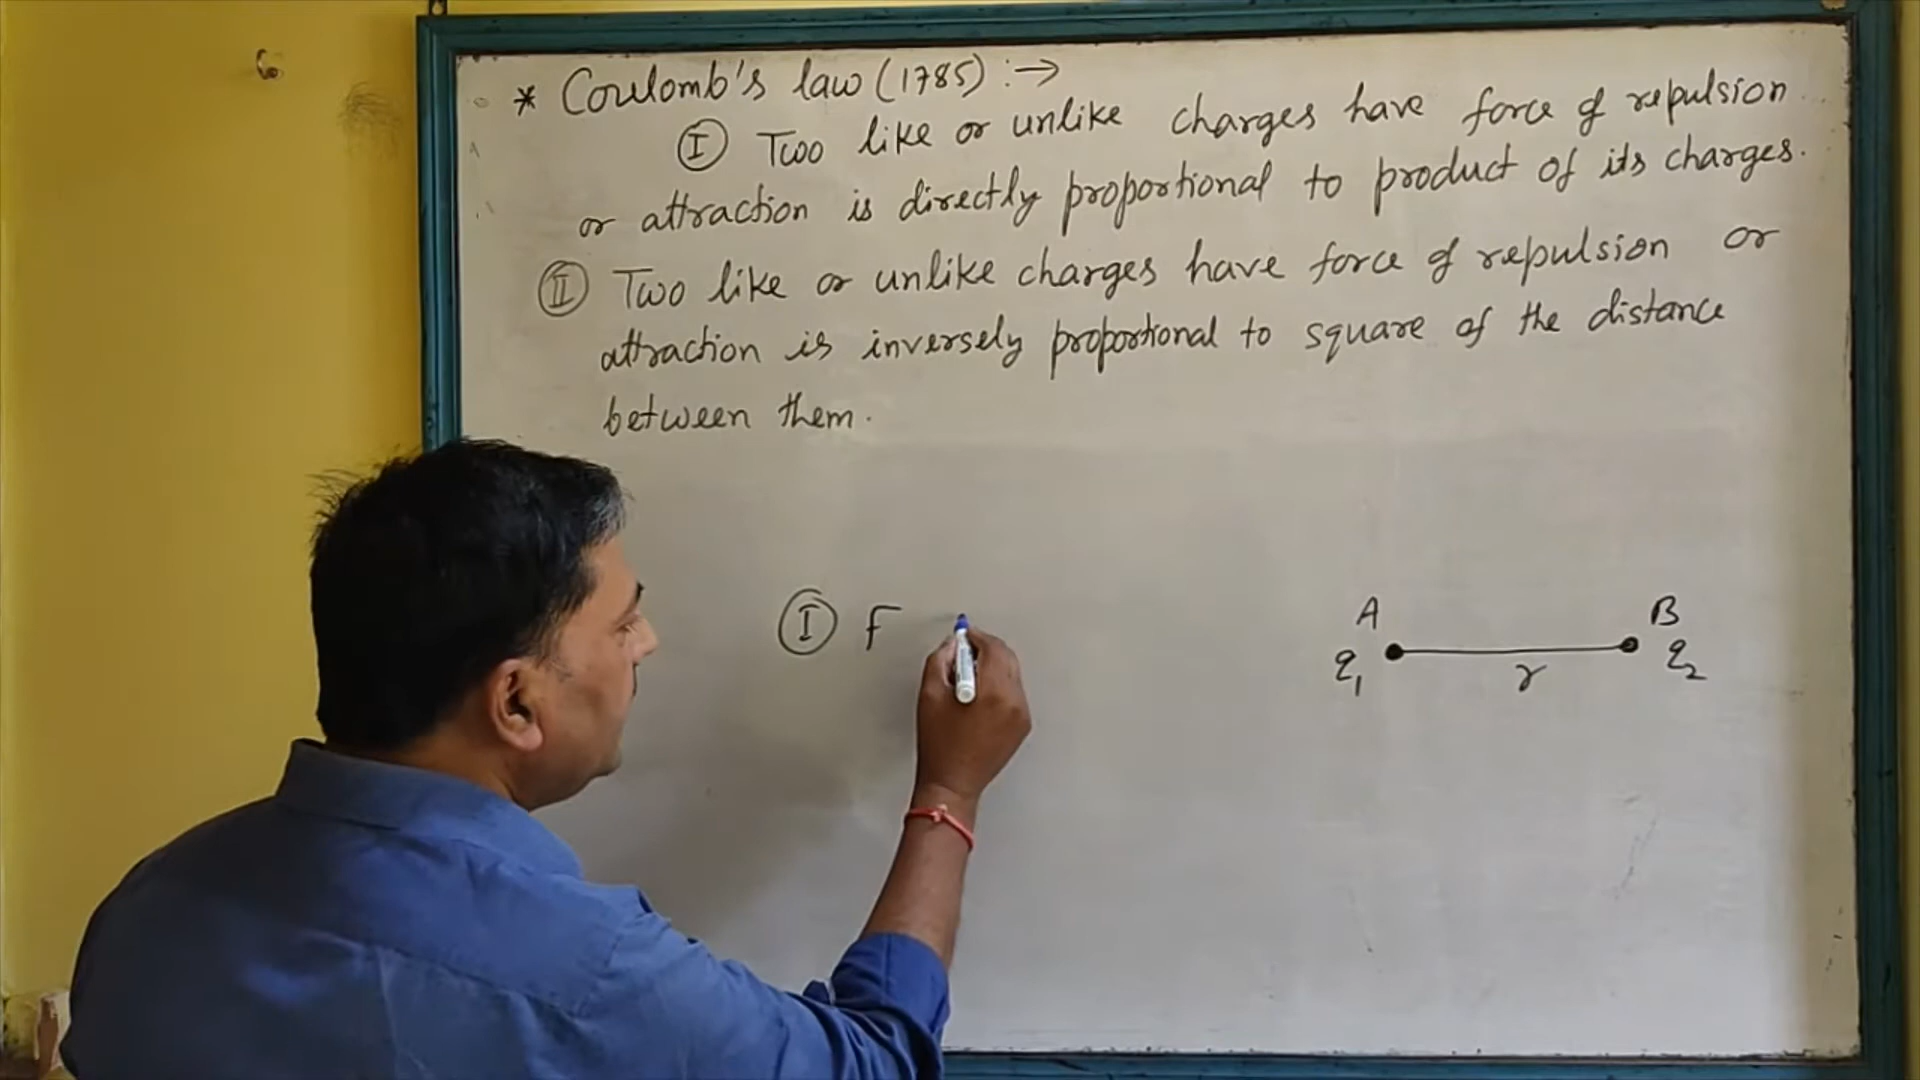 * Coulomb's law (1785) :→
Ⓘ Two like or unlike charges have force of repulsion
or attraction is directly proportional to product of its charges.
Ⓘ︎Ⓘ Two like or unlike charges have force of repulsion or
attraction is inversely proportional to square of the distance
between them.
Ⓘ F
A B
q₁ r q₂